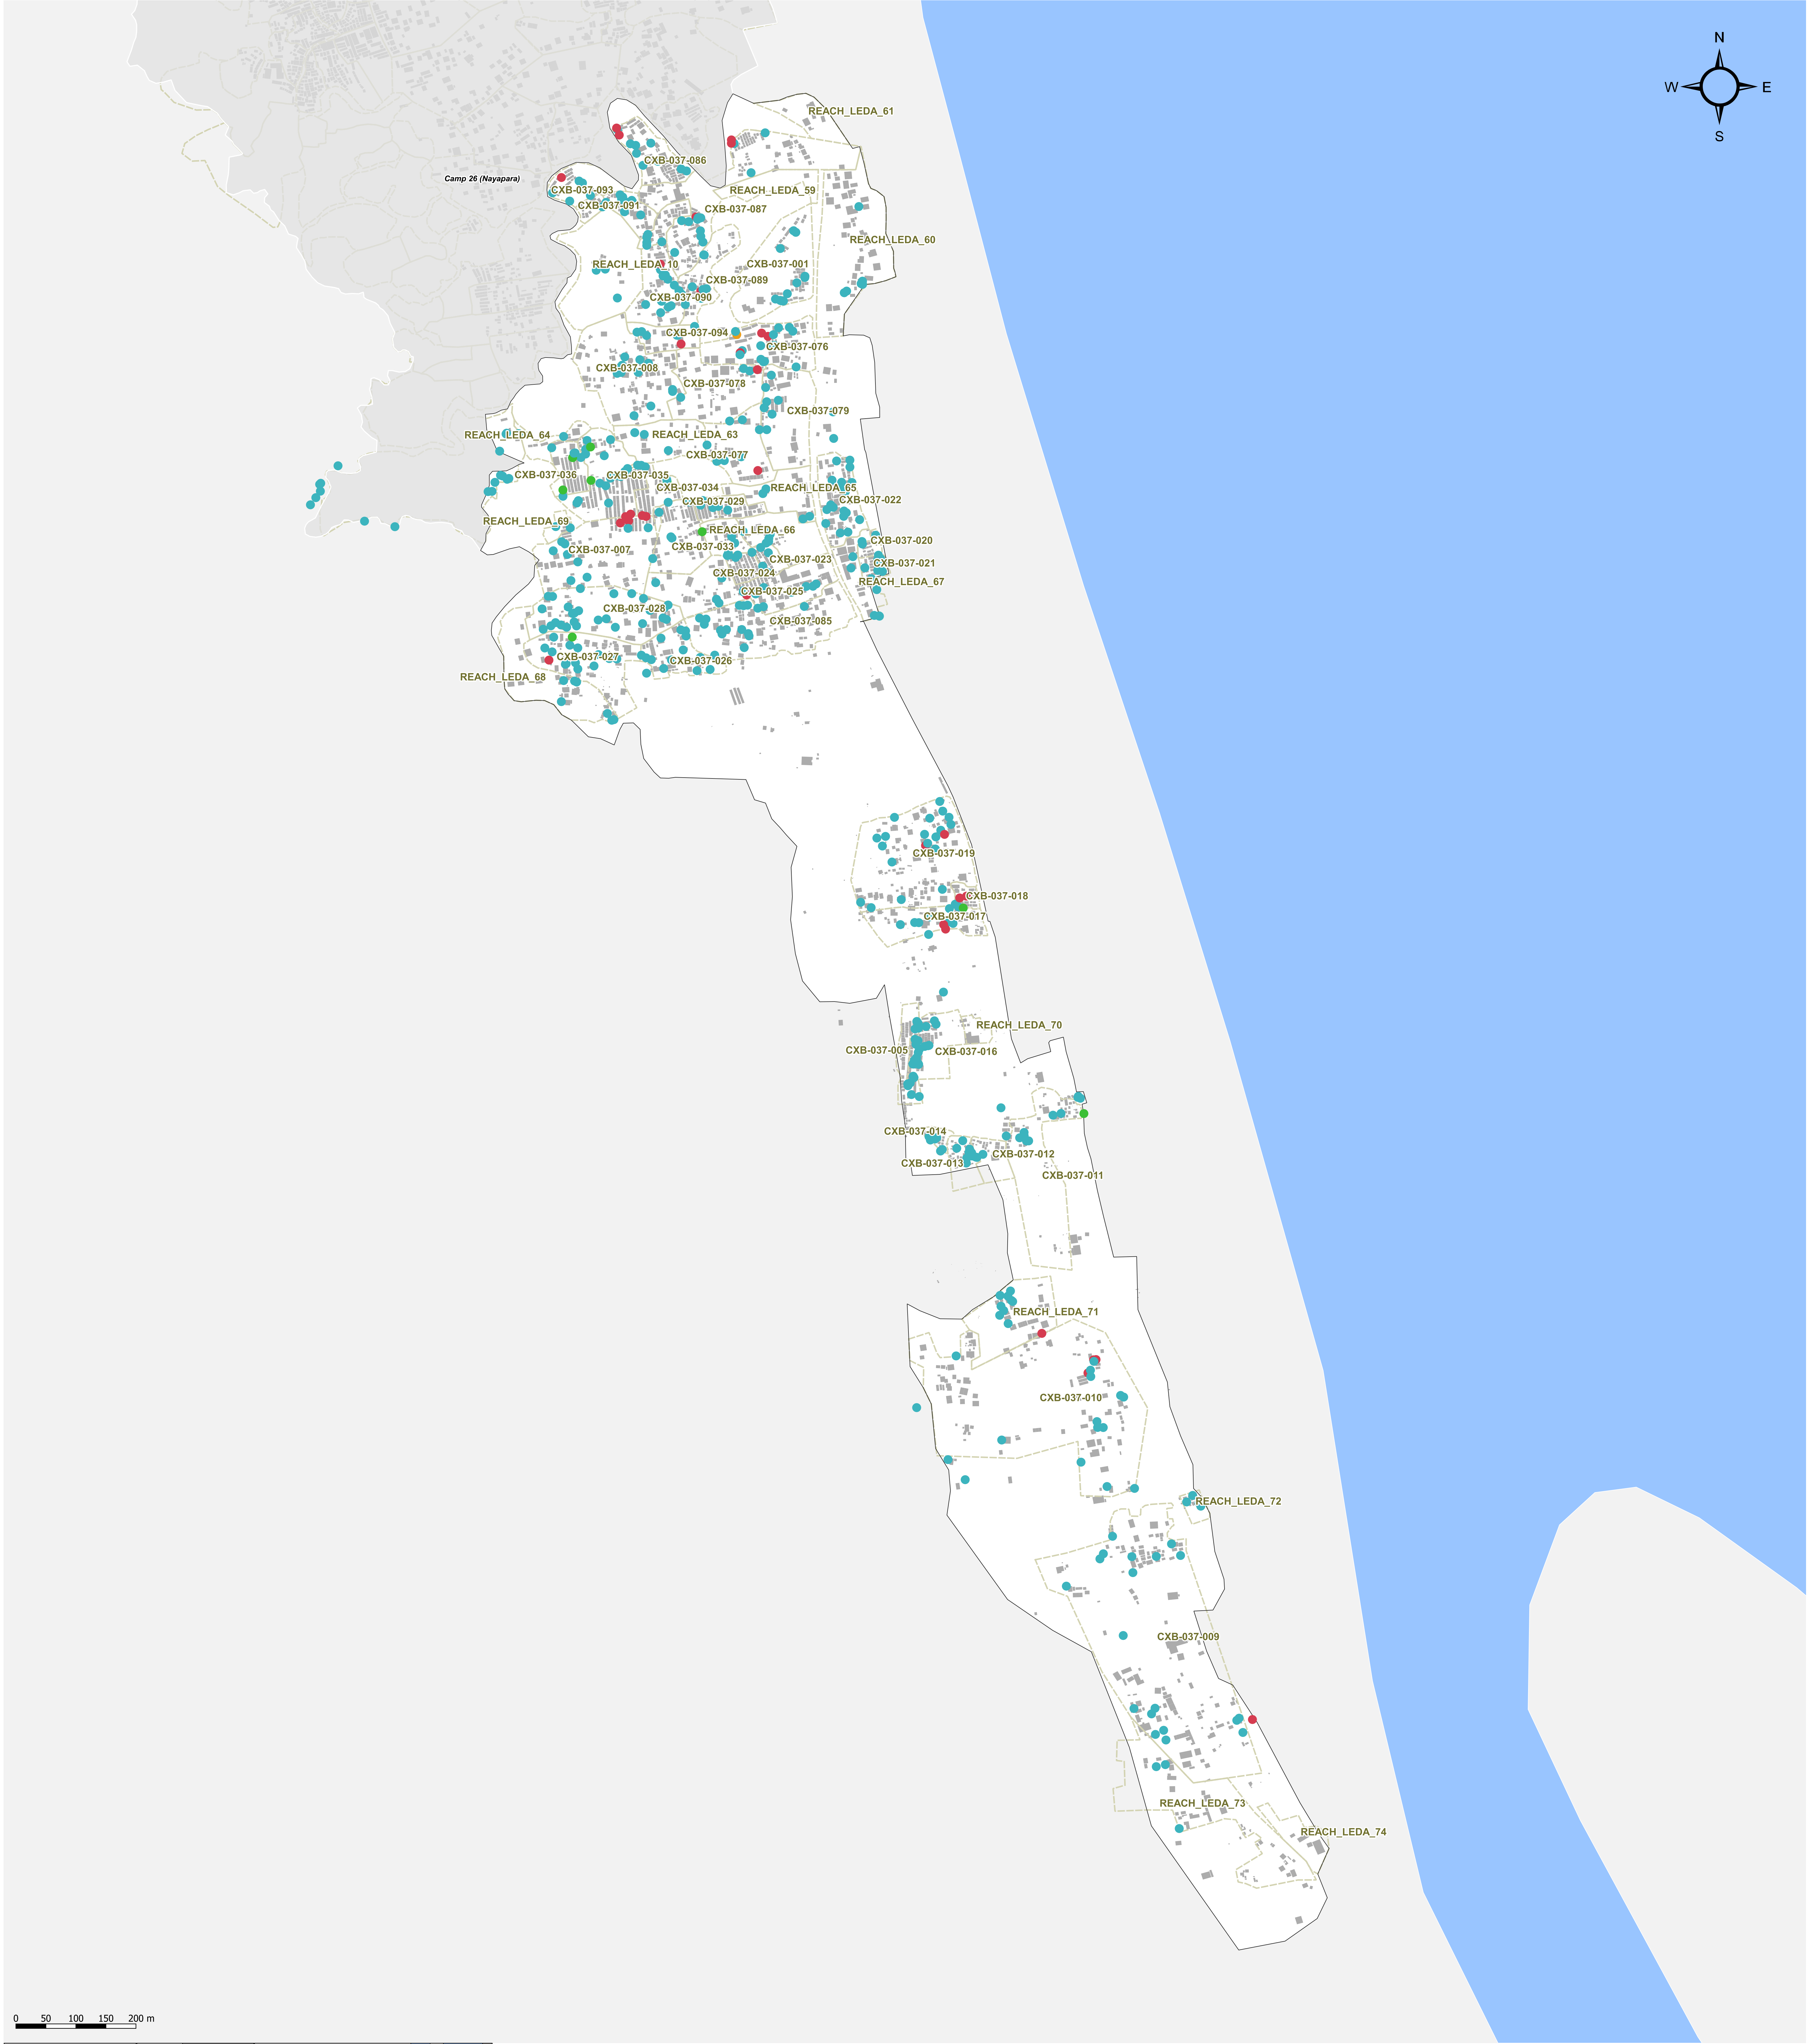 N
W E
S
REACH_LEDA_61
CXB-037-086
Camp 26 (Nayapara)
CXB-037-093
REACH_LEDA_59
CXB-037-091
CXB-037-087
REACH_LEDA_60
REACH_LEDA_10
CXB-037-001
CXB-037-089
CXB-037-090
CXB-037-094
CXB-037-076
CXB-037-008
CXB-037-078
CXB-037-079
REACH_LEDA_64
REACH_LEDA_63
CXB-037-077
CXB-037-036
CXB-037-035
CXB-037-034
REACH_LEDA_65
CXB-037-029
CXB-037-022
REACH_LEDA_69
REACH_LEDA_66
CXB-037-020
CXB-037-033
CXB-037-007
CXB-037-023
CXB-037-021
CXB-037-024
REACH_LEDA_67
CXB-037-025
CXB-037-028
CXB-037-085
CXB-037-027
CXB-037-026
REACH_LEDA_68
CXB-037-019
CXB-037-018
CXB-037-017
REACH_LEDA_70
CXB-037-005
CXB-037-016
CXB-037-014
CXB-037-012
CXB-037-013
CXB-037-011
REACH_LEDA_71
CXB-037-010
REACH_LEDA_72
CXB-037-009
REACH_LEDA_73
REACH_LEDA_74
0 50 100 150 200 m